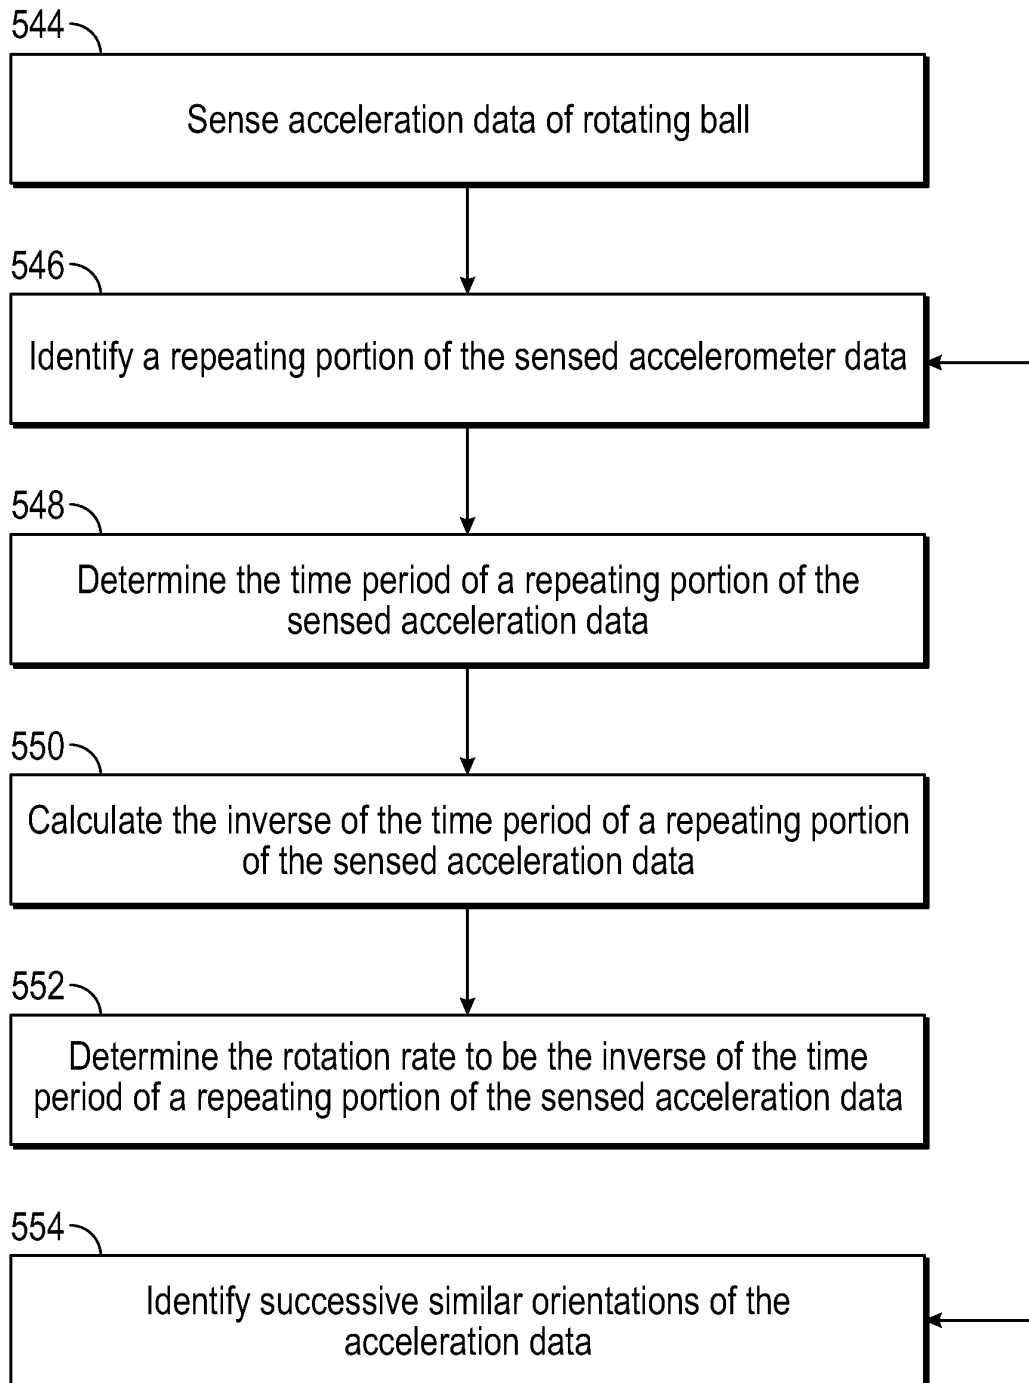 544
Sense acceleration data of rotating ball
546
Identify a repeating portion of the sensed accelerometer data
548
Determine the time period of a repeating portion of the
sensed acceleration data
550
Calculate the inverse of the time period of a repeating portion
of the sensed acceleration data
552
Determine the rotation rate to be the inverse of the time
period of a repeating portion of the sensed acceleration data
554
Identify successive similar orientations of the
acceleration data